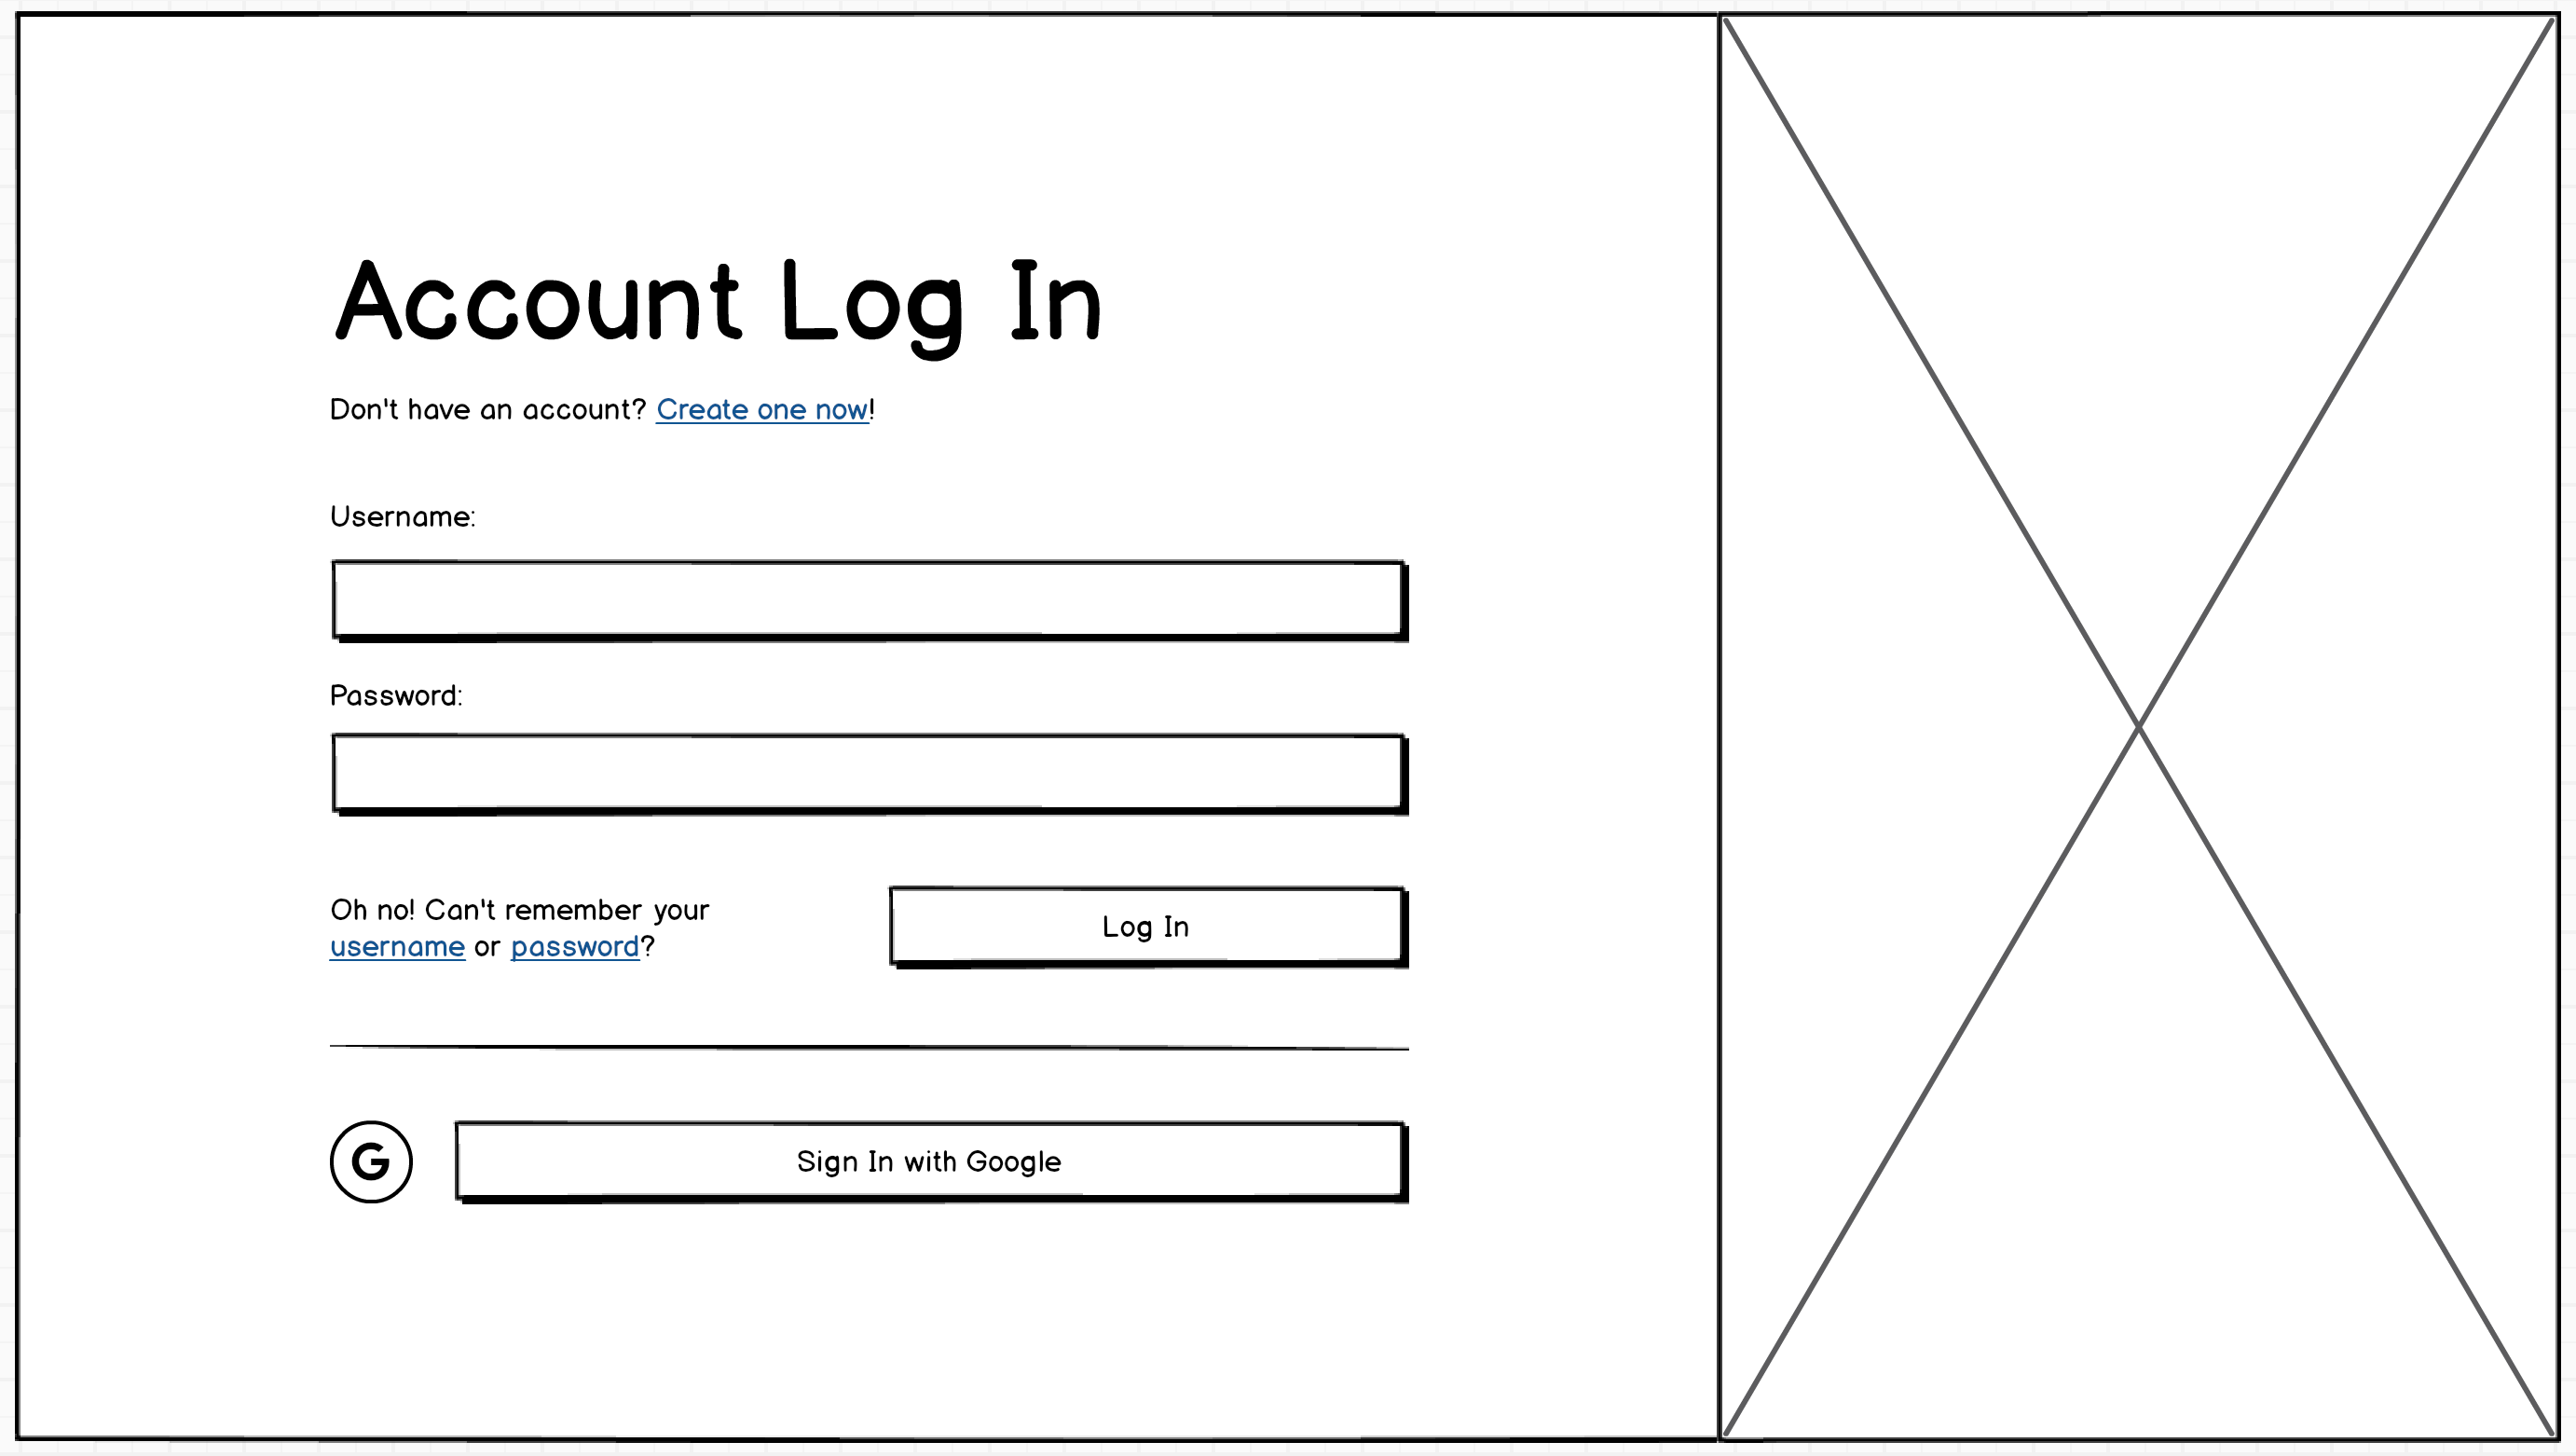 Account Log In
Don't have an account? Create one now!
Username:
Password:
Oh no! Can't remember your
username or password?
Log In
G
Sign In with Google